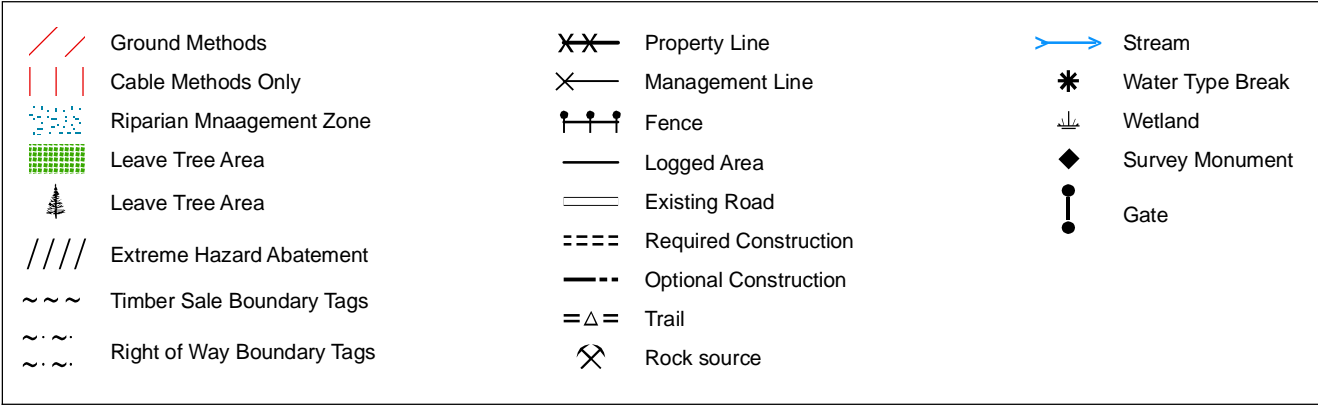 Ground Methods
Cable Methods Only
Riparian Mnaagement Zone
Leave Tree Area
Leave Tree Area
Extreme Hazard Abatement
Timber Sale Boundary Tags
Right of Way Boundary Tags
Property Line
Management Line
Fence
Logged Area
Existing Road
Required Construction
Optional Construction
Trail
Rock source
Stream
Water Type Break
Wetland
Survey Monument
Gate